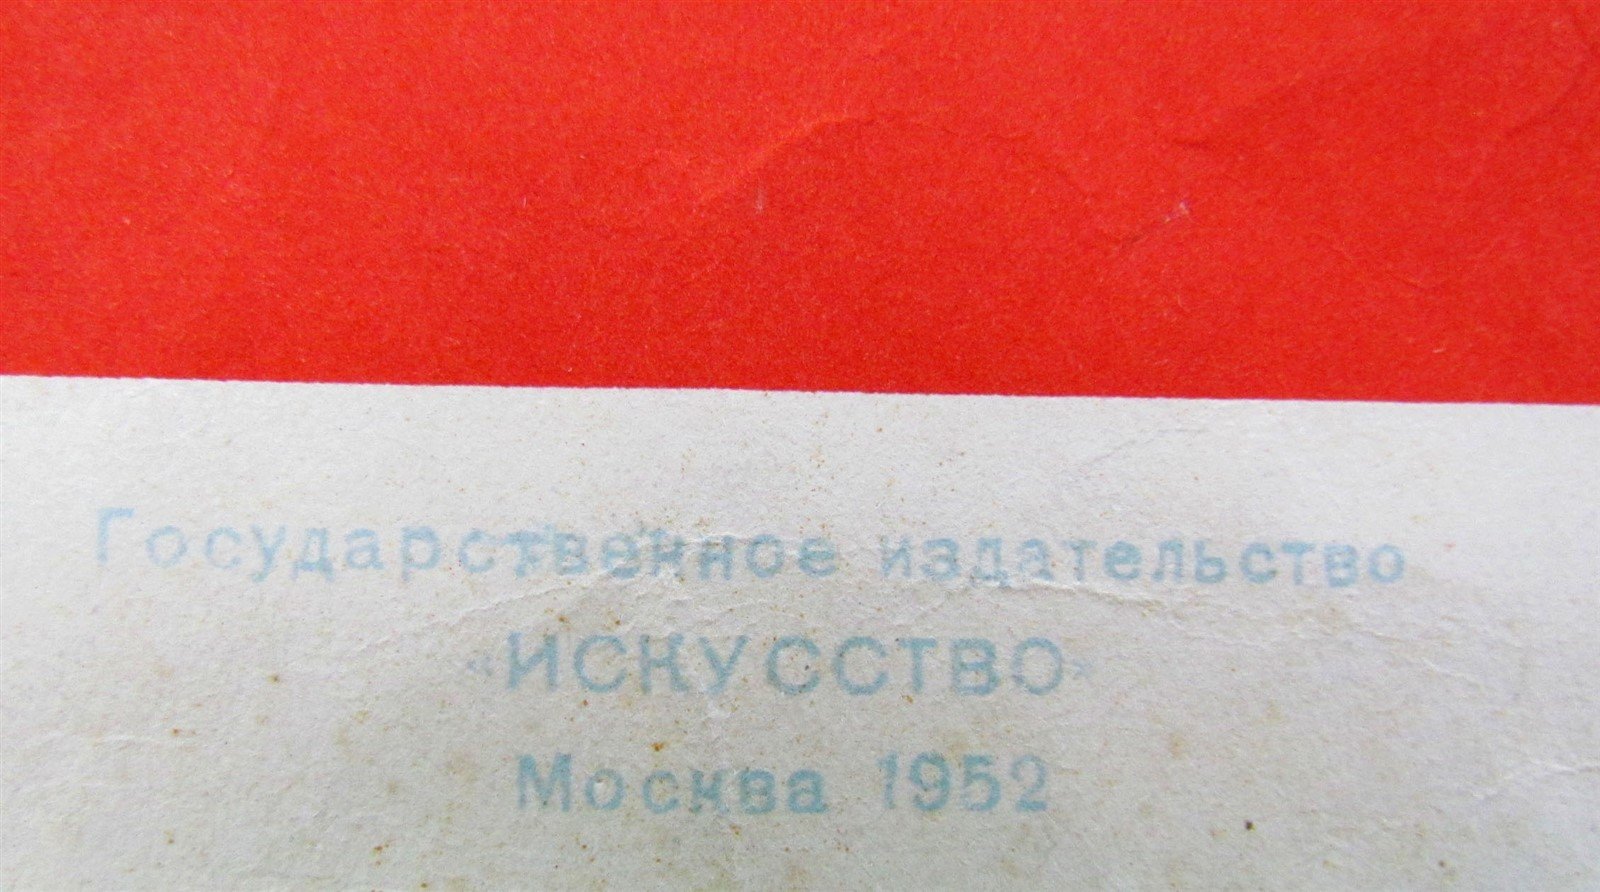 Государственное издательство
«ИСКУССТВО»
Москва 1952